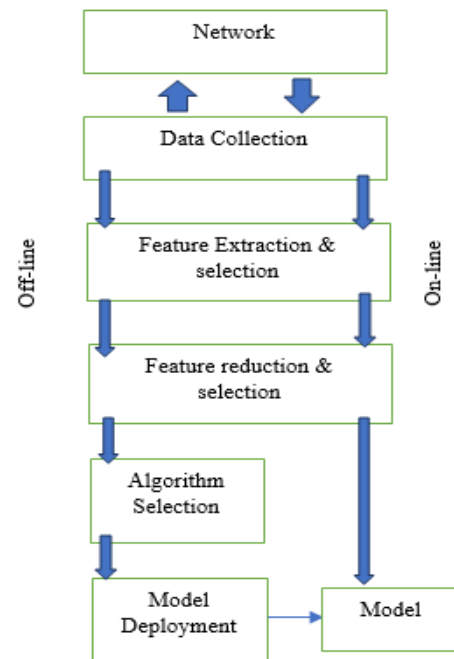 Network
Data Collection
Off-line
On-line
Feature Extraction &
selection
Feature reduction &
selection
Algorithm
Selection
Model
Deployment
Model